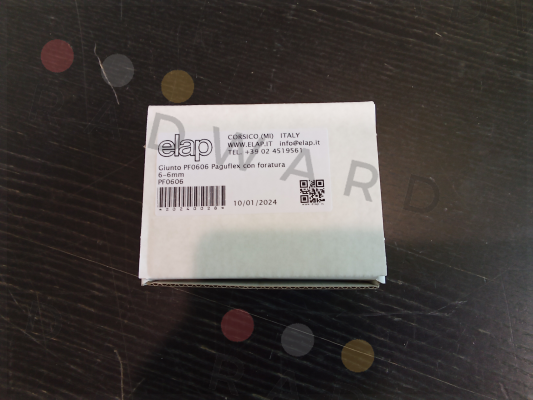 elap
CORSICO (MI) ITALY
WWW.ELAP.IT info@elap.it
TEL. +39 02 4519561
Giunto PF0606 Paguflex con foratura
6-6mm
PF0606
10/01/2024
DWARD